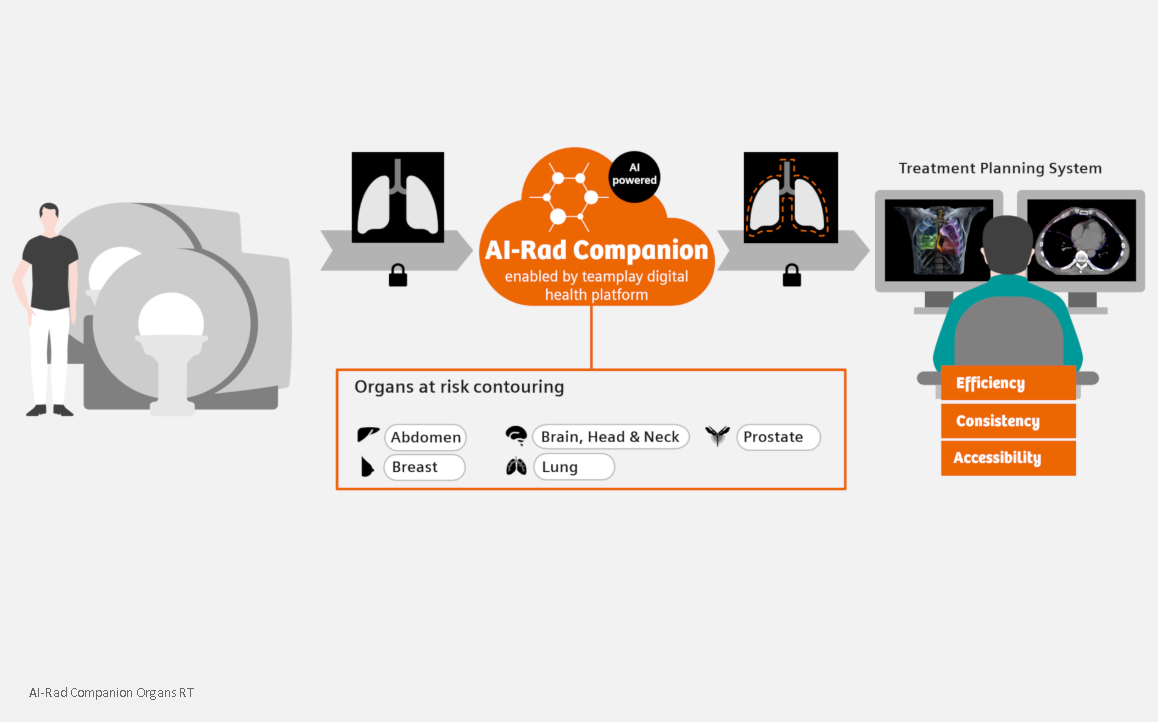 AI
powered
AI-Rad Companion
enabled by teamplay digital
health platform
Treatment Planning System
Organs at risk contouring
Abdomen
Brain, Head & Neck
Prostate
Breast
Lung
Efficiency
Consistency
Accessibility
AI-Rad Companion Organs RT